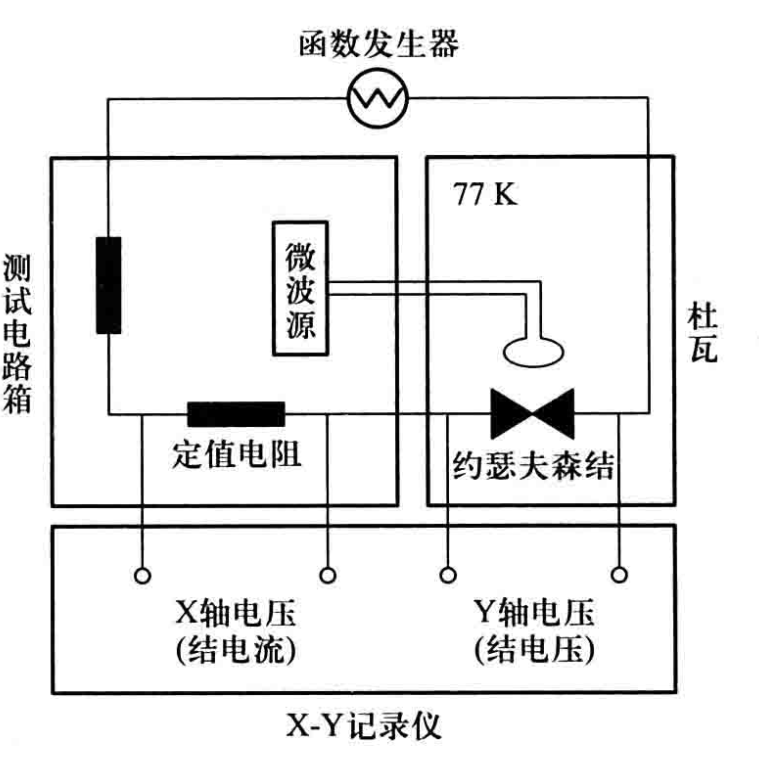 函数发生器
77 K
测试电路箱
微波源
杜瓦
定值电阻
约瑟夫森结
X轴电压
(结电流)
Y轴电压
(结电压)
X-Y记录仪